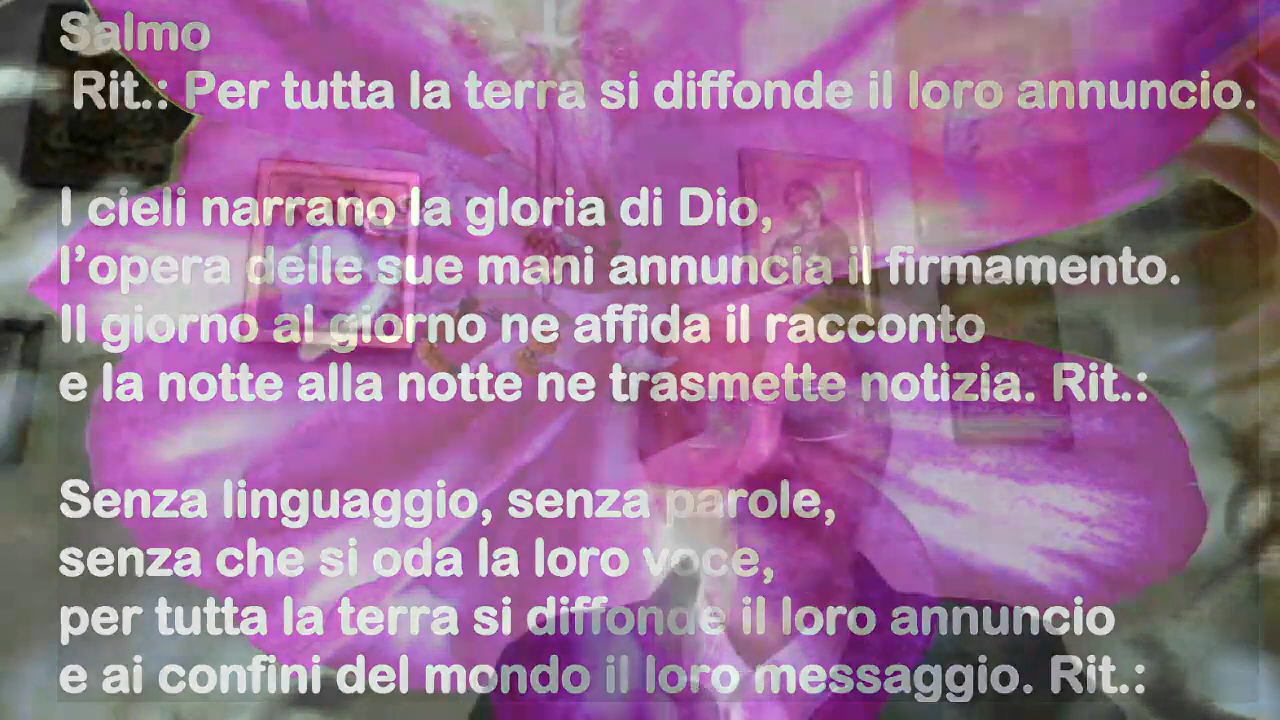 Salmo
Rit.: Per tutta la terra si diffonde il loro annuncio.
I cieli narrano la gloria di Dio,
l’opera delle sue mani annuncia il firmamento.
Il giorno al giorno ne affida il racconto
e la notte alla notte ne trasmette notizia. Rit.:
Senza linguaggio, senza parole,
senza che si oda la loro voce,
per tutta la terra si diffonde il loro annuncio
e ai confini del mondo il loro messaggio. Rit.: